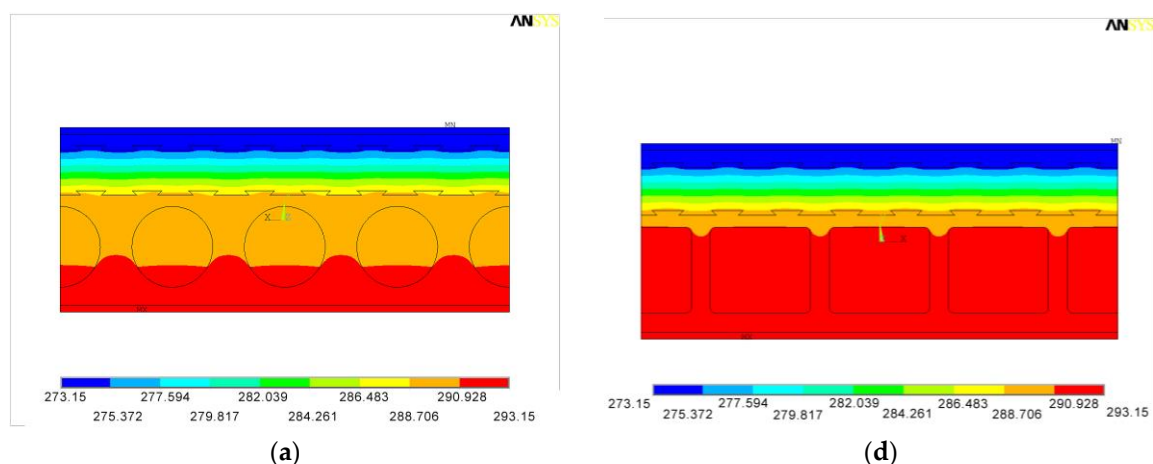 ANSYS
ANSYS
MN
X
Z
MX
MN
X
MX
273.15 277.594 282.039 286.483 290.928
275.372 279.817 284.261 288.706 293.15
273.15 277.594 282.039 286.483 290.928
275.372 279.817 284.261 288.706 293.15
(a)
(d)